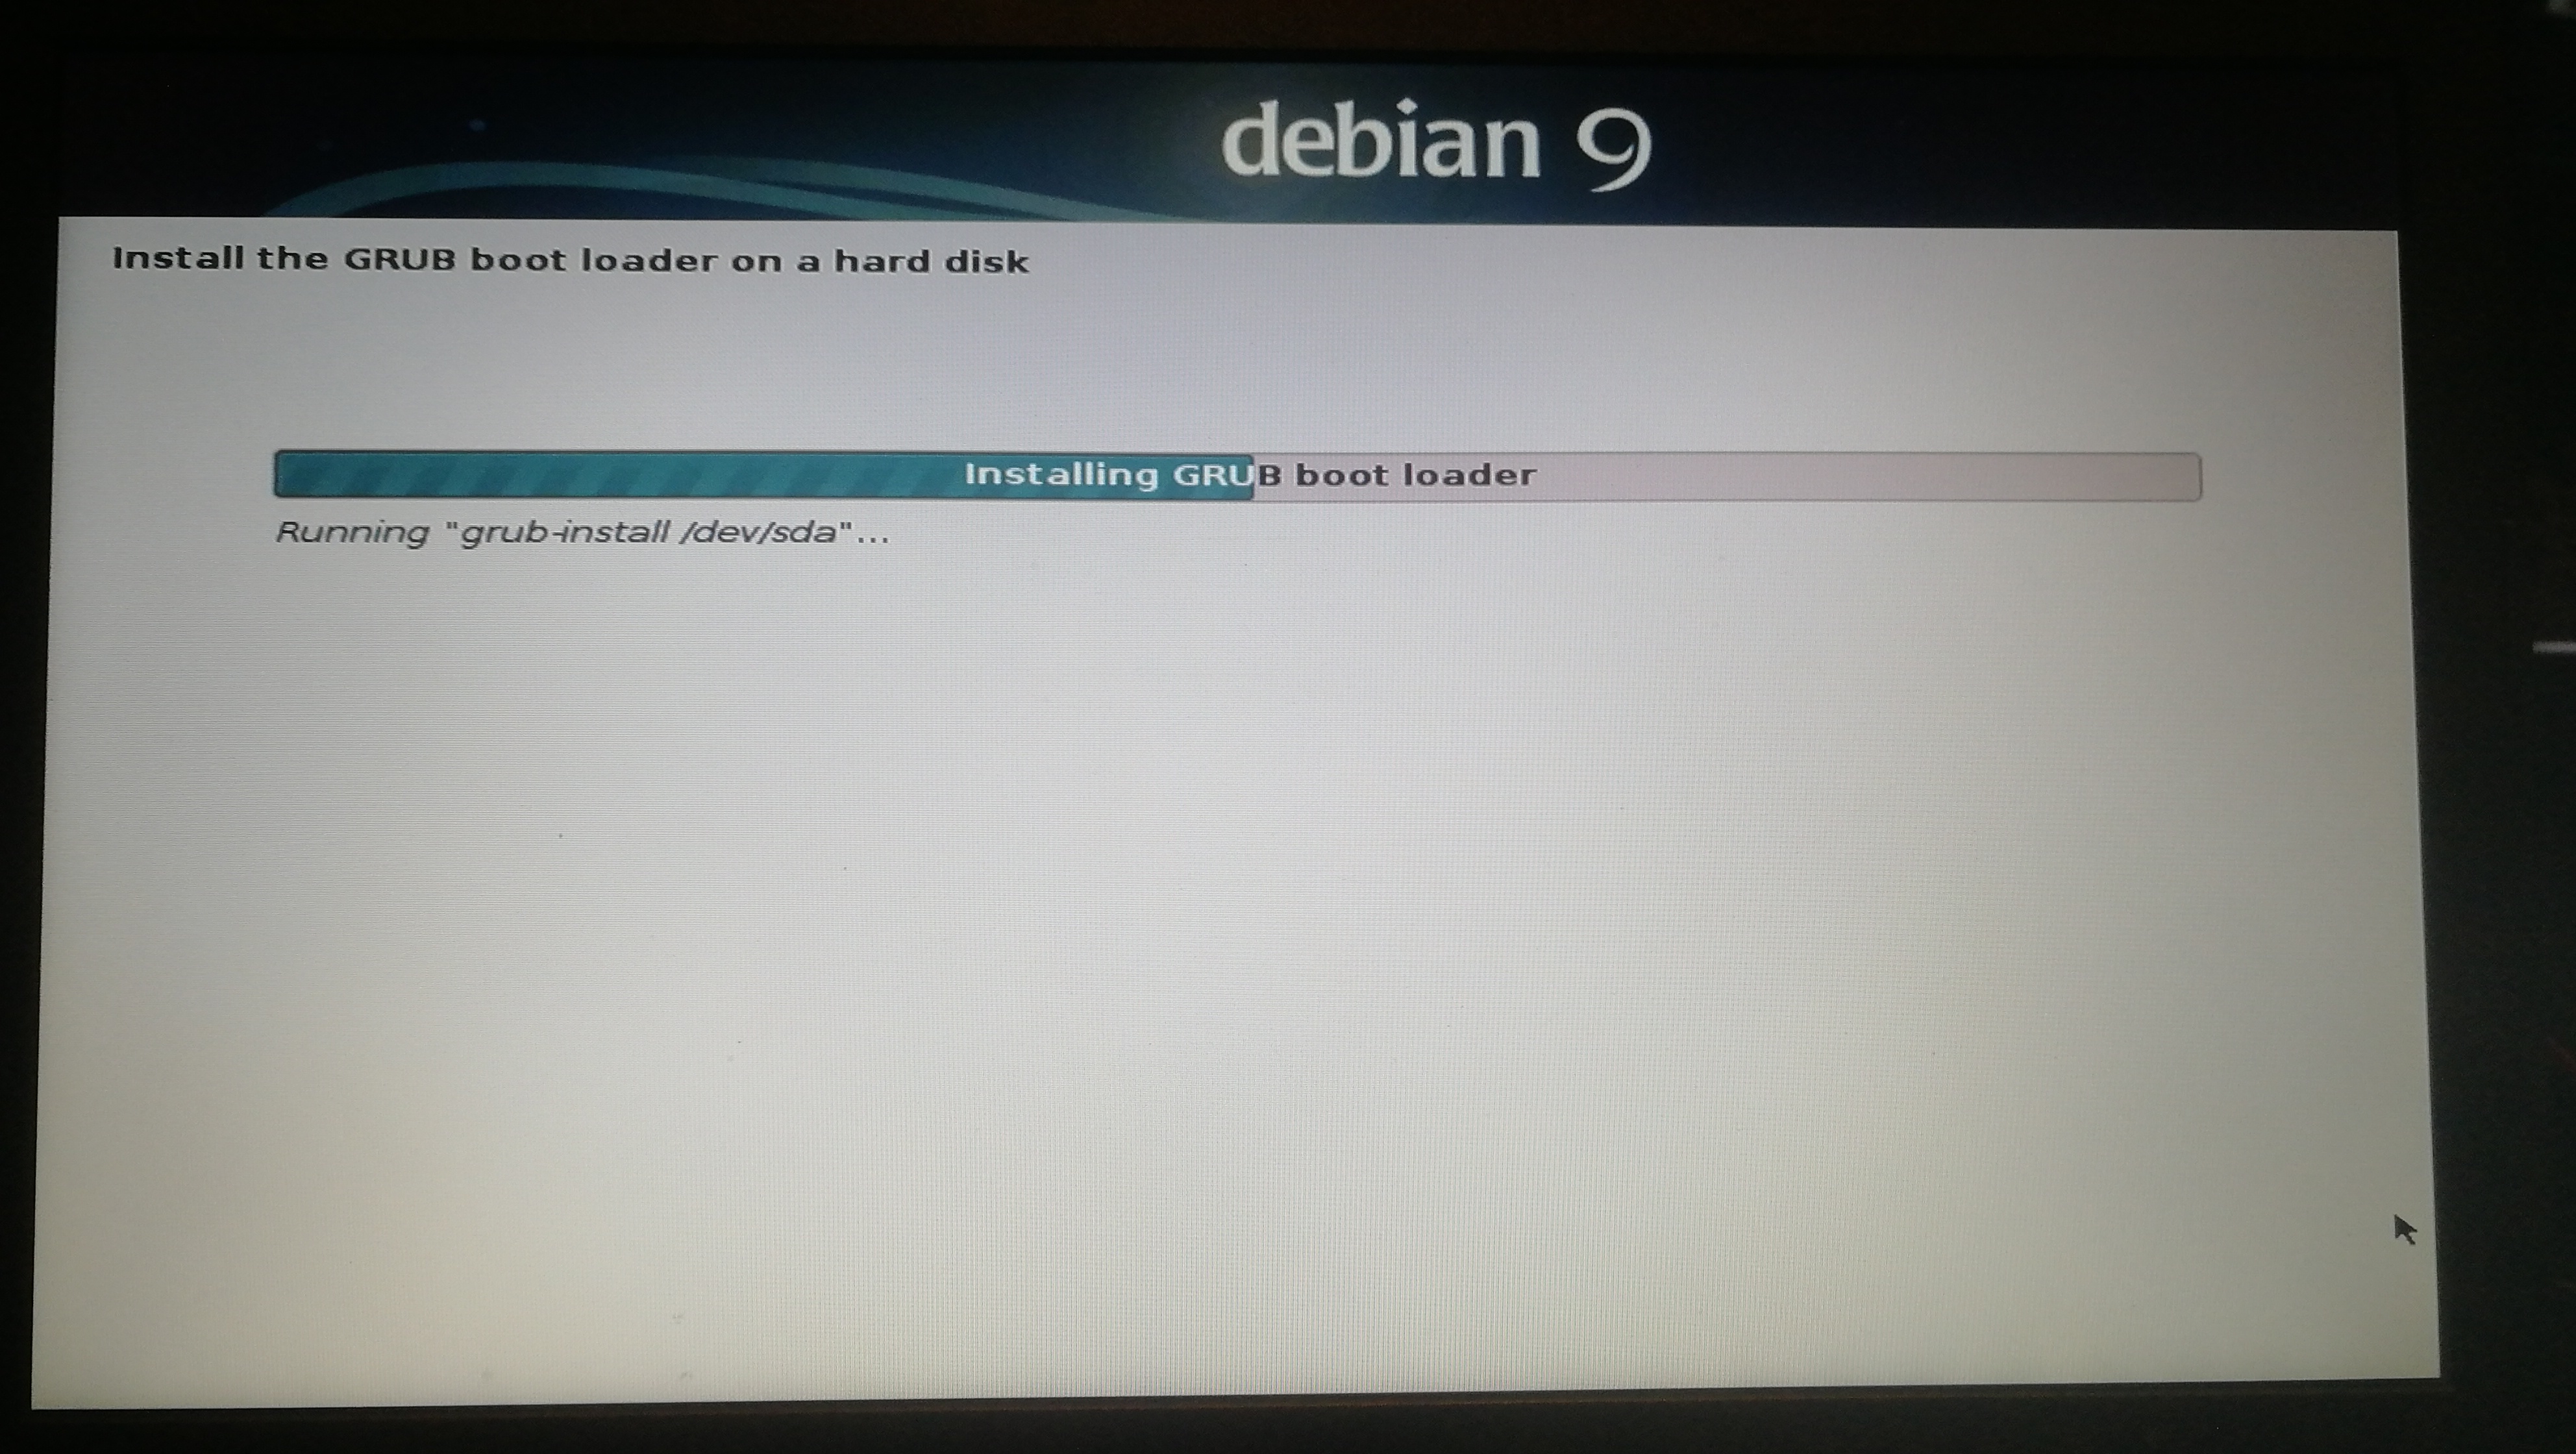 debian 9
Install the GRUB boot loader on a hard disk
Installing GRUB boot loader
Running "grub-install /dev/sda"...